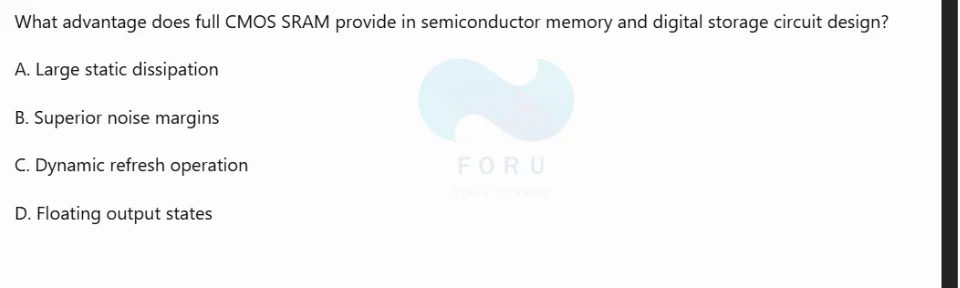 What advantage does full CMOS SRAM provide in semiconductor memory and digital storage circuit design?
A. Large static dissipation
B. Superior noise margins
C. Dynamic refresh operation
D. Floating output states
FORU